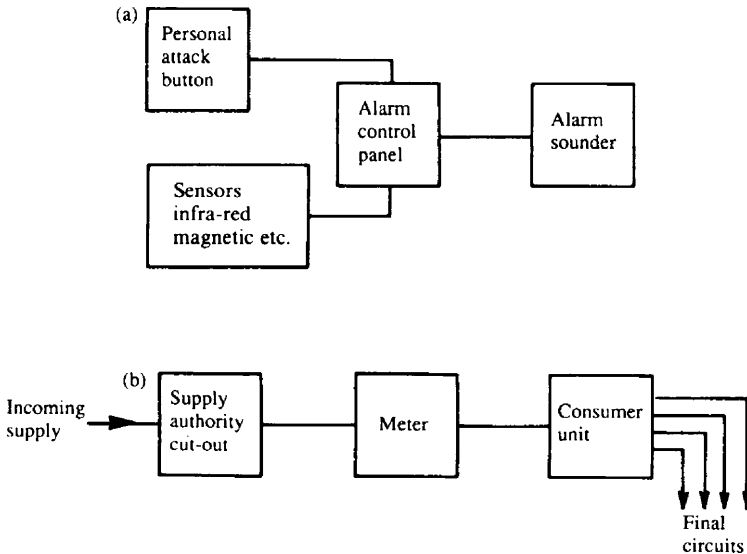 (a)
Personal
attack
button
Alarm
control
panel
Alarm
sounder
Sensors
infra-red
magnetic etc.
(b)
Incoming
supply
Supply
authority
cut-out
Meter
Consumer
unit
Final
circuits